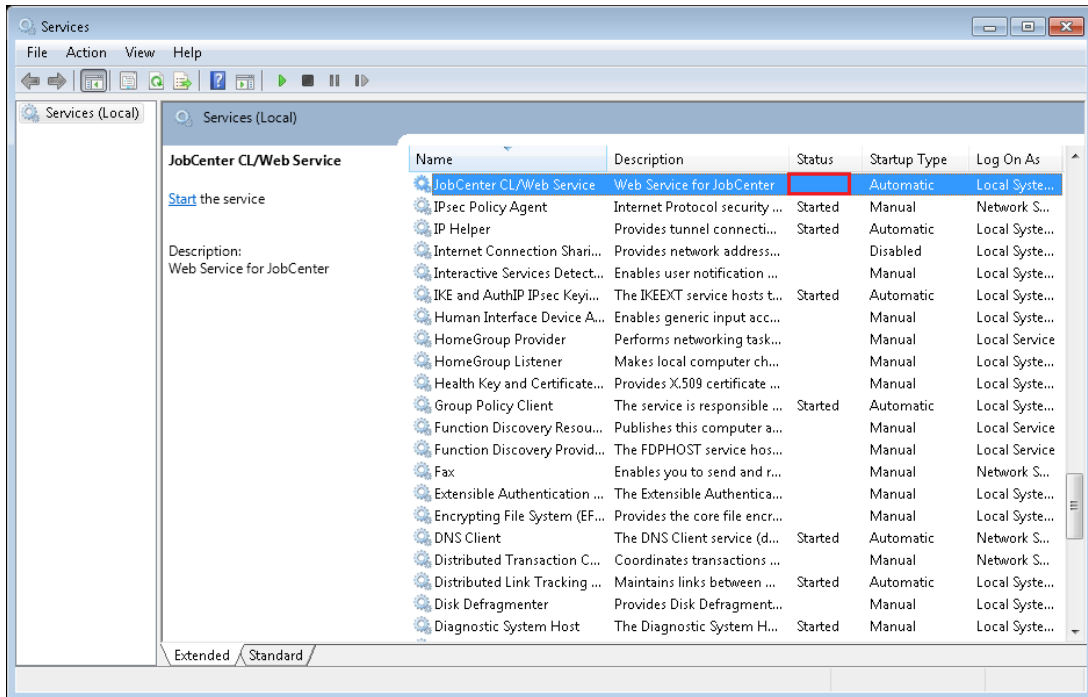 Services
File Action View Help
Services (Local)
Services (Local)
JobCenter CL/Web Service
Start the service
Description:
Web Service for JobCenter
Name Description Status Startup Type Log On As
JobCenter CL/Web Service Web Service for JobCenter Automatic Local Syste...
IPsec Policy Agent Internet Protocol security ... Started Manual Network S...
IP Helper Provides tunnel connecti... Started Automatic Local Syste...
Internet Connection Shari... Provides network address... Disabled Local Syste...
Interactive Services Detect... Enables user notification ... Manual Local Syste...
IKE and AuthIP IPsec Keyi... The IKEEXT service hosts t... Started Automatic Local Syste...
Human Interface Device A... Enables generic input acc... Manual Local Syste...
HomeGroup Provider Performs networking task... Manual Local Service
HomeGroup Listener Makes local computer ch... Manual Local Syste...
Health Key and Certificate... Provides X.509 certificate ... Manual Local Syste...
Group Policy Client The service is responsible ... Started Automatic Local Syste...
Function Discovery Resou... Publishes this computer a... Manual Local Service
Function Discovery Provid... The FDPHOST service hos... Manual Local Service
Fax Enables you to send and r... Manual Network S...
Extensible Authentication ... The Extensible Authentica... Manual Local Syste...
Encrypting File System (EF... Provides the core file encr... Manual Local Syste...
DNS Client The DNS Client service (d... Started Automatic Network S...
Distributed Transaction C... Coordinates transactions ... Manual Network S...
Distributed Link Tracking ... Maintains links between ... Started Automatic Local Syste...
Disk Defragmenter Provides Disk Defragment... Manual Local Syste...
Diagnostic System Host The Diagnostic System H... Started Manual Local Syste...
Extended Standard